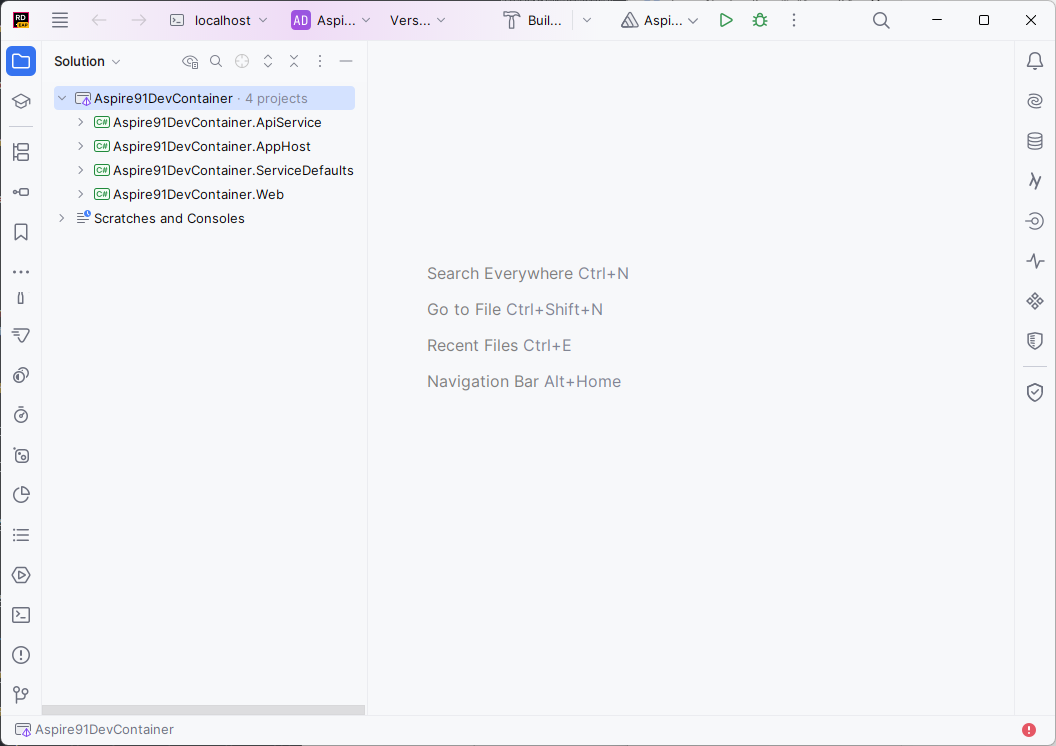 RD
EAP
localhost
AD
Aspi...
Vers...
Buil...
Aspi...
Solution
Aspire91DevContainer · 4 projects
C# Aspire91DevContainer.ApiService
C# Aspire91DevContainer.AppHost
C# Aspire91DevContainer.ServiceDefaults
C# Aspire91DevContainer.Web
Scratches and Consoles
Search Everywhere Ctrl+N
Go to File Ctrl+Shift+N
Recent Files Ctrl+E
Navigation Bar Alt+Home
Aspire91DevContainer